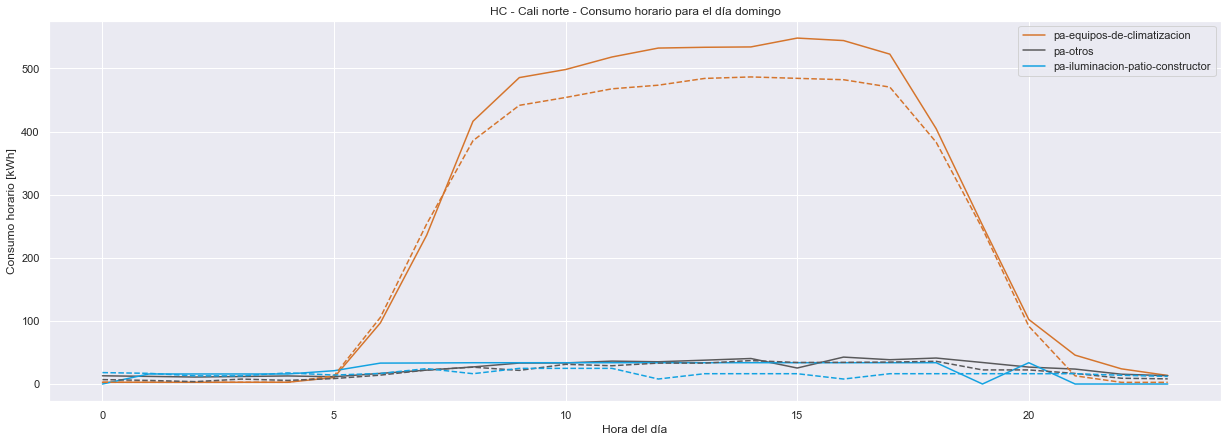 HC - Cali norte - Consumo horario para el día domingo
pa-equipos-de-climatizacion
pa-otros
pa-iluminacion-patio-constructor
Consumo horario [kWh]
500
400
300
200
100
0
0 5 10 15 20
Hora del día